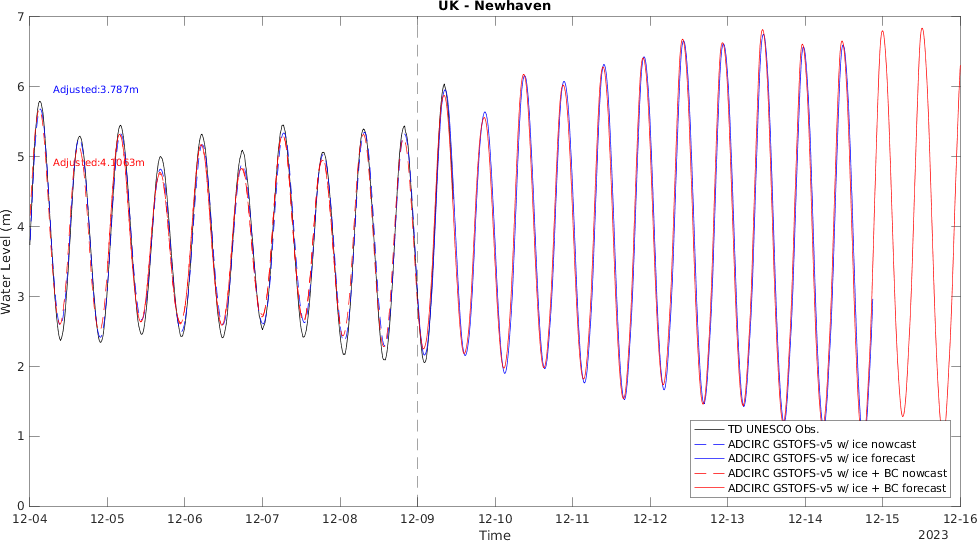 UK - Newhaven
7
6
5
4
3
2
1
0
Water Level (m)
Adjusted:3.787m
Adjusted:4.1063m
TD UNESCO Obs.
ADCIRC GSTOFS-v5 w/ ice nowcast
ADCIRC GSTOFS-v5 w/ ice forecast
ADCIRC GSTOFS-v5 w/ ice + BC nowcast
ADCIRC GSTOFS-v5 w/ ice + BC forecast
12-04 12-05 12-06 12-07 12-08 12-09 12-10 12-11 12-12 12-13 12-14 12-15 12-16
Time
2023